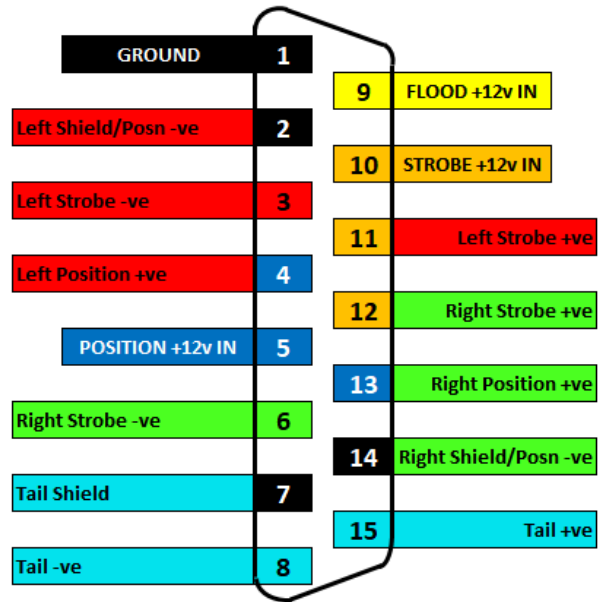 GROUND 1
9 FLOOD +12v IN
Left Shield/Posn -ve 2
10 STROBE +12v IN
Left Strobe -ve 3
11 Left Strobe +ve
Left Position +ve 4
12 Right Strobe +ve
POSITION +12v IN 5
13 Right Position +ve
Right Strobe -ve 6
14 Right Shield/Posn -ve
Tail Shield 7
15 Tail +ve
Tail -ve 8